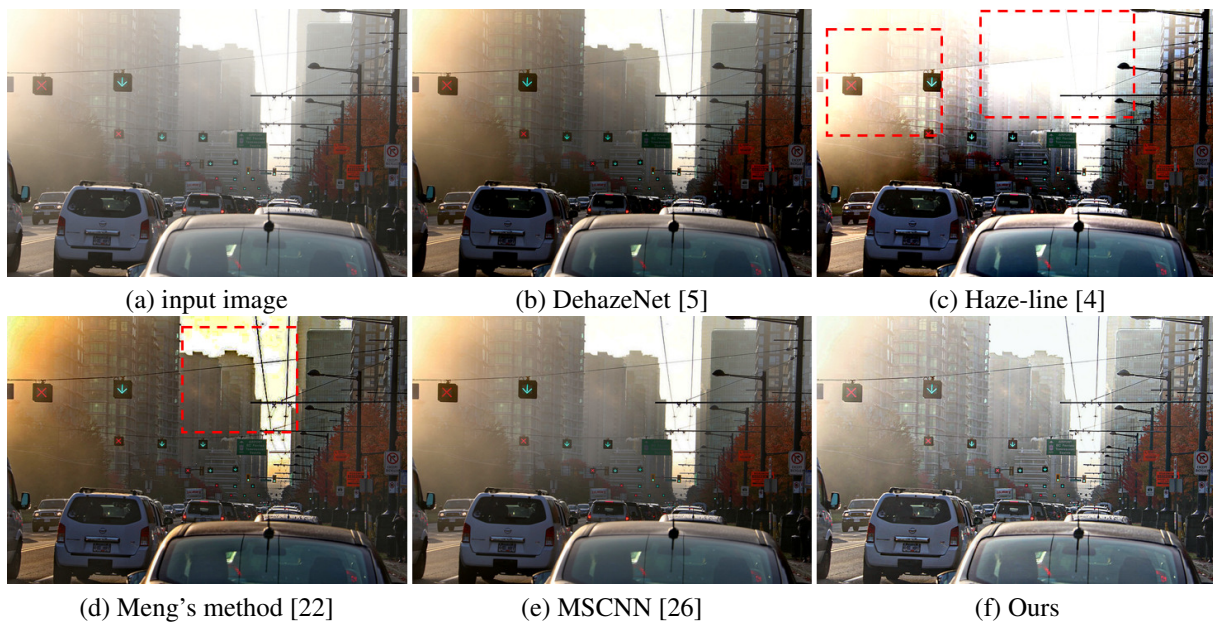 (a) input image
(b) DehazeNet [5]
(c) Haze-line [4]
(d) Meng's method [22]
(e) MSCNN [26]
(f) Ours